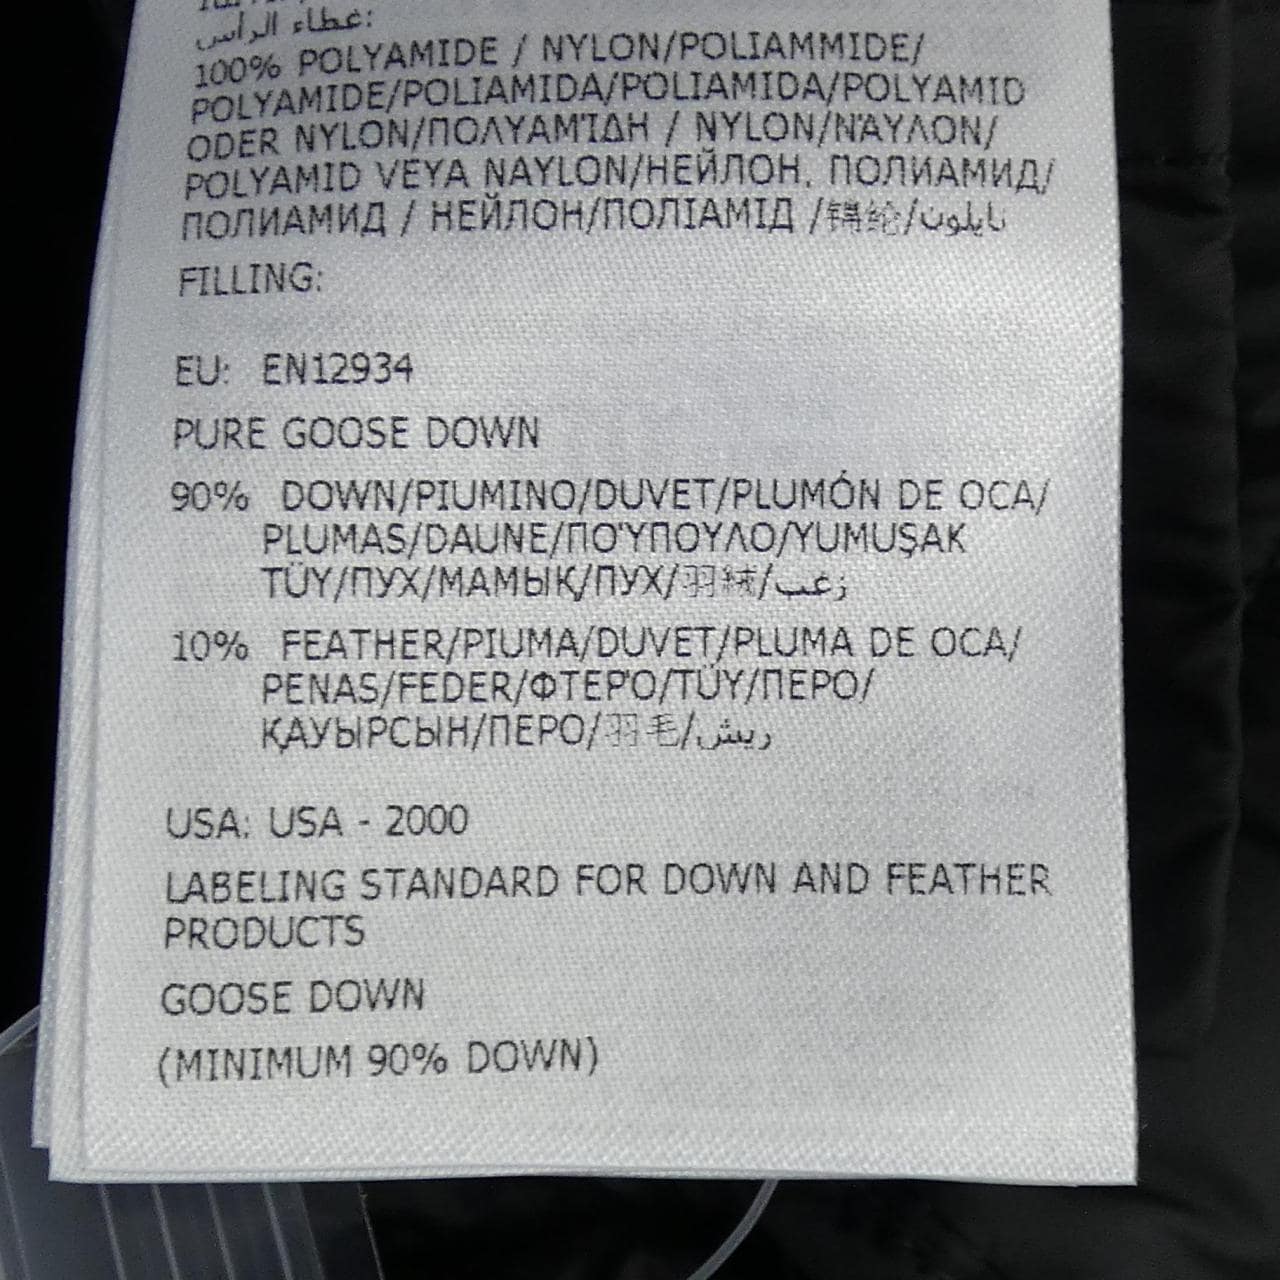 غطاء الرأس:
100% POLYAMIDE / NYLON/POLIAMMIDE/
POLYAMIDE/POLIAMIDA/POLIAMIDA/POLYAMID
ODER NYLON/ΠΟΛΥΑΜΊΔΗ / NYLON/ΝΆΥΛΟΝ/
POLYAMID VEYA NAYLON/НЕЙЛОН, ПОЛИАМИД/
ПОЛИАМИД / НЕЙЛОН/ПОЛІАМІД /锦纶/نايلون
FILLING:
EU: EN12934
PURE GOOSE DOWN
90% DOWN/PIUMINO/DUVET/PLUMÓN DE OCA/
PLUMAS/DAUNE/ΠΟΎΠΟΥΛΟ/YUMUŞAK
TÜY/ПУХ/МАМЫҚ/ПУХ/羽绒/زغب
10% FEATHER/PIUMA/DUVET/PLUMA DE OCA/
PENAS/FEDER/ΦΤΕΡΌ/TÜY/ПЕРО/
ҚАУЫРСЫН/ПЕРО/羽毛/ريش
USA: USA - 2000
LABELING STANDARD FOR DOWN AND FEATHER
PRODUCTS
GOOSE DOWN
(MINIMUM 90% DOWN)